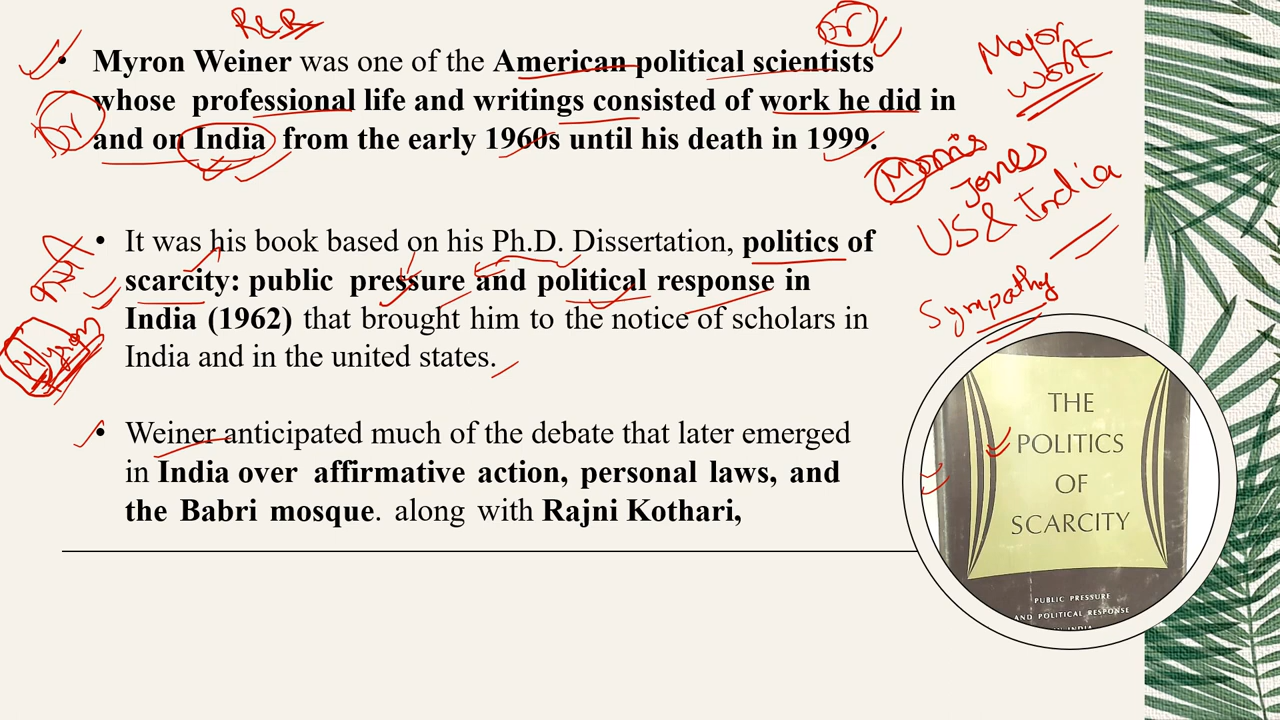 R&R
Major
work
• Myron Weiner was one of the American political scientists
whose professional life and writings consisted of work he did in
and on India from the early 1960s until his death in 1999.
Morris
Jones
US & India
• It was his book based on his Ph.D. Dissertation, politics of
scarcity: public pressure and political response in
India (1962) that brought him to the notice of scholars in
India and in the united states.
Sympathy
Myron
• Weiner anticipated much of the debate that later emerged
in India over affirmative action, personal laws, and
the Babri mosque. along with Rajni Kothari,
THE
POLITICS
OF
SCARCITY
PUBLIC PRESSURE
AND POLITICAL RESPONSE
IN INDIA